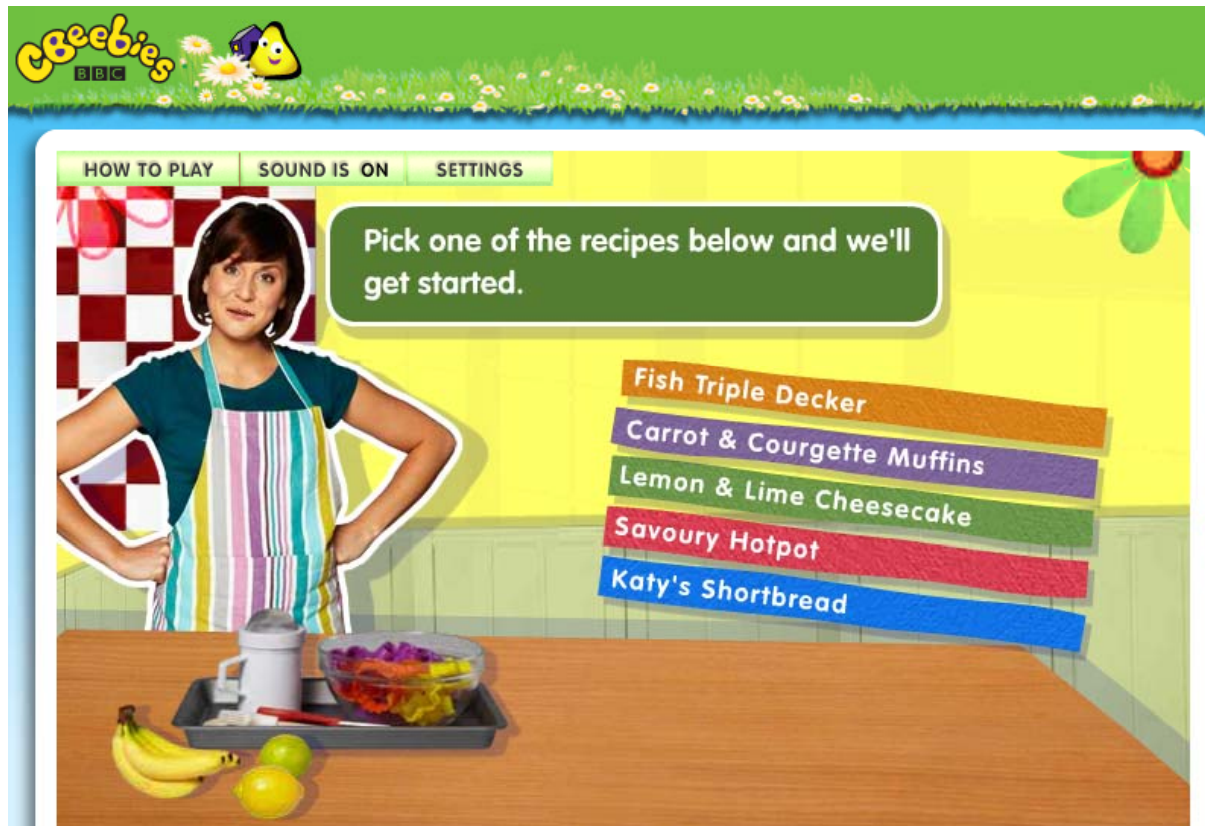 CBeebies
BBC
HOW TO PLAY SOUND IS ON SETTINGS
Pick one of the recipes below and we'll
get started.
Fish Triple Decker
Carrot & Courgette Muffins
Lemon & Lime Cheesecake
Savoury Hotpot
Katy's Shortbread